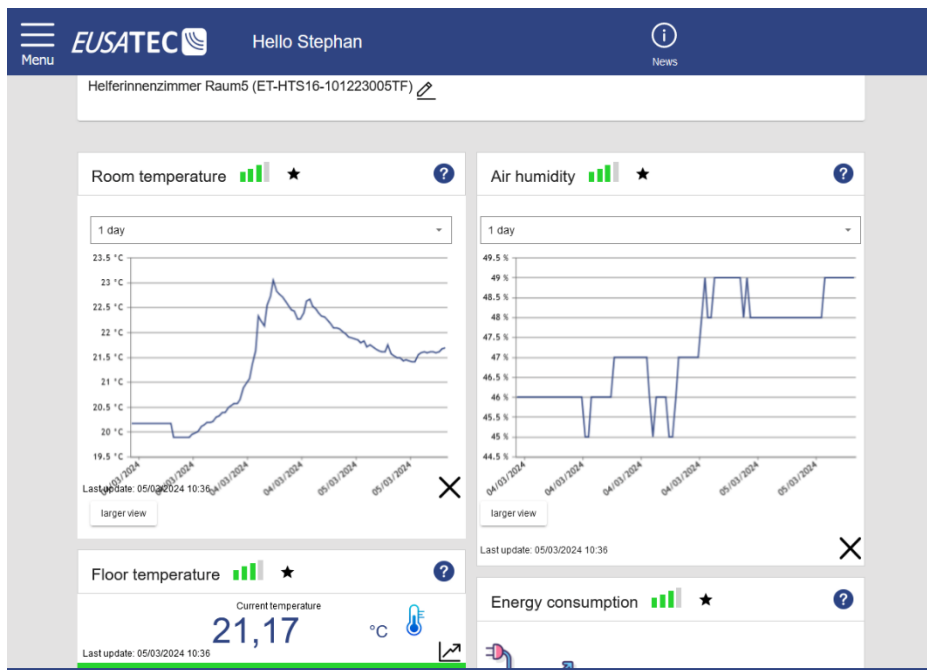 Menu
EUSATEC
Hello Stephan
News
Helferinnenzimmer Raum5 (ET-HTS16-101223005TF)
Room temperature
?
1 day
23.5 °C
23 °C
22.5 °C
22 °C
21.5 °C
21 °C
20.5 °C
20 °C
19.5 °C
04/03/2024
04/03/2024
04/03/2024
04/03/2024
05/03/2024
05/03/2024
Last update: 05/03/2024 10:36
larger view
Air humidity
?
1 day
49.5 %
49 %
48.5 %
48 %
47.5 %
47 %
46.5 %
46 %
45.5 %
45 %
44.5 %
04/03/2024
04/03/2024
04/03/2024
04/03/2024
05/03/2024
05/03/2024
larger view
Last update: 05/03/2024 10:36
Floor temperature
?
Current temperature
21,17 °C
Last update: 05/03/2024 10:36
Energy consumption
?